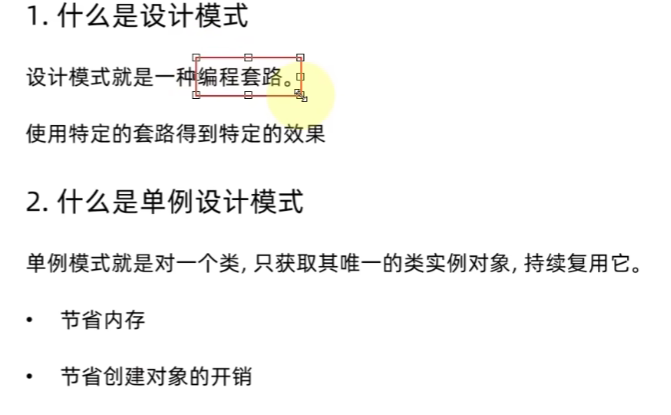 1. 什么是设计模式
设计模式就是一种编程套路。
使用特定的套路得到特定的效果
2. 什么是单例设计模式
单例模式就是对一个类, 只获取其唯一的类实例对象, 持续复用它。
• 节省内存
• 节省创建对象的开销